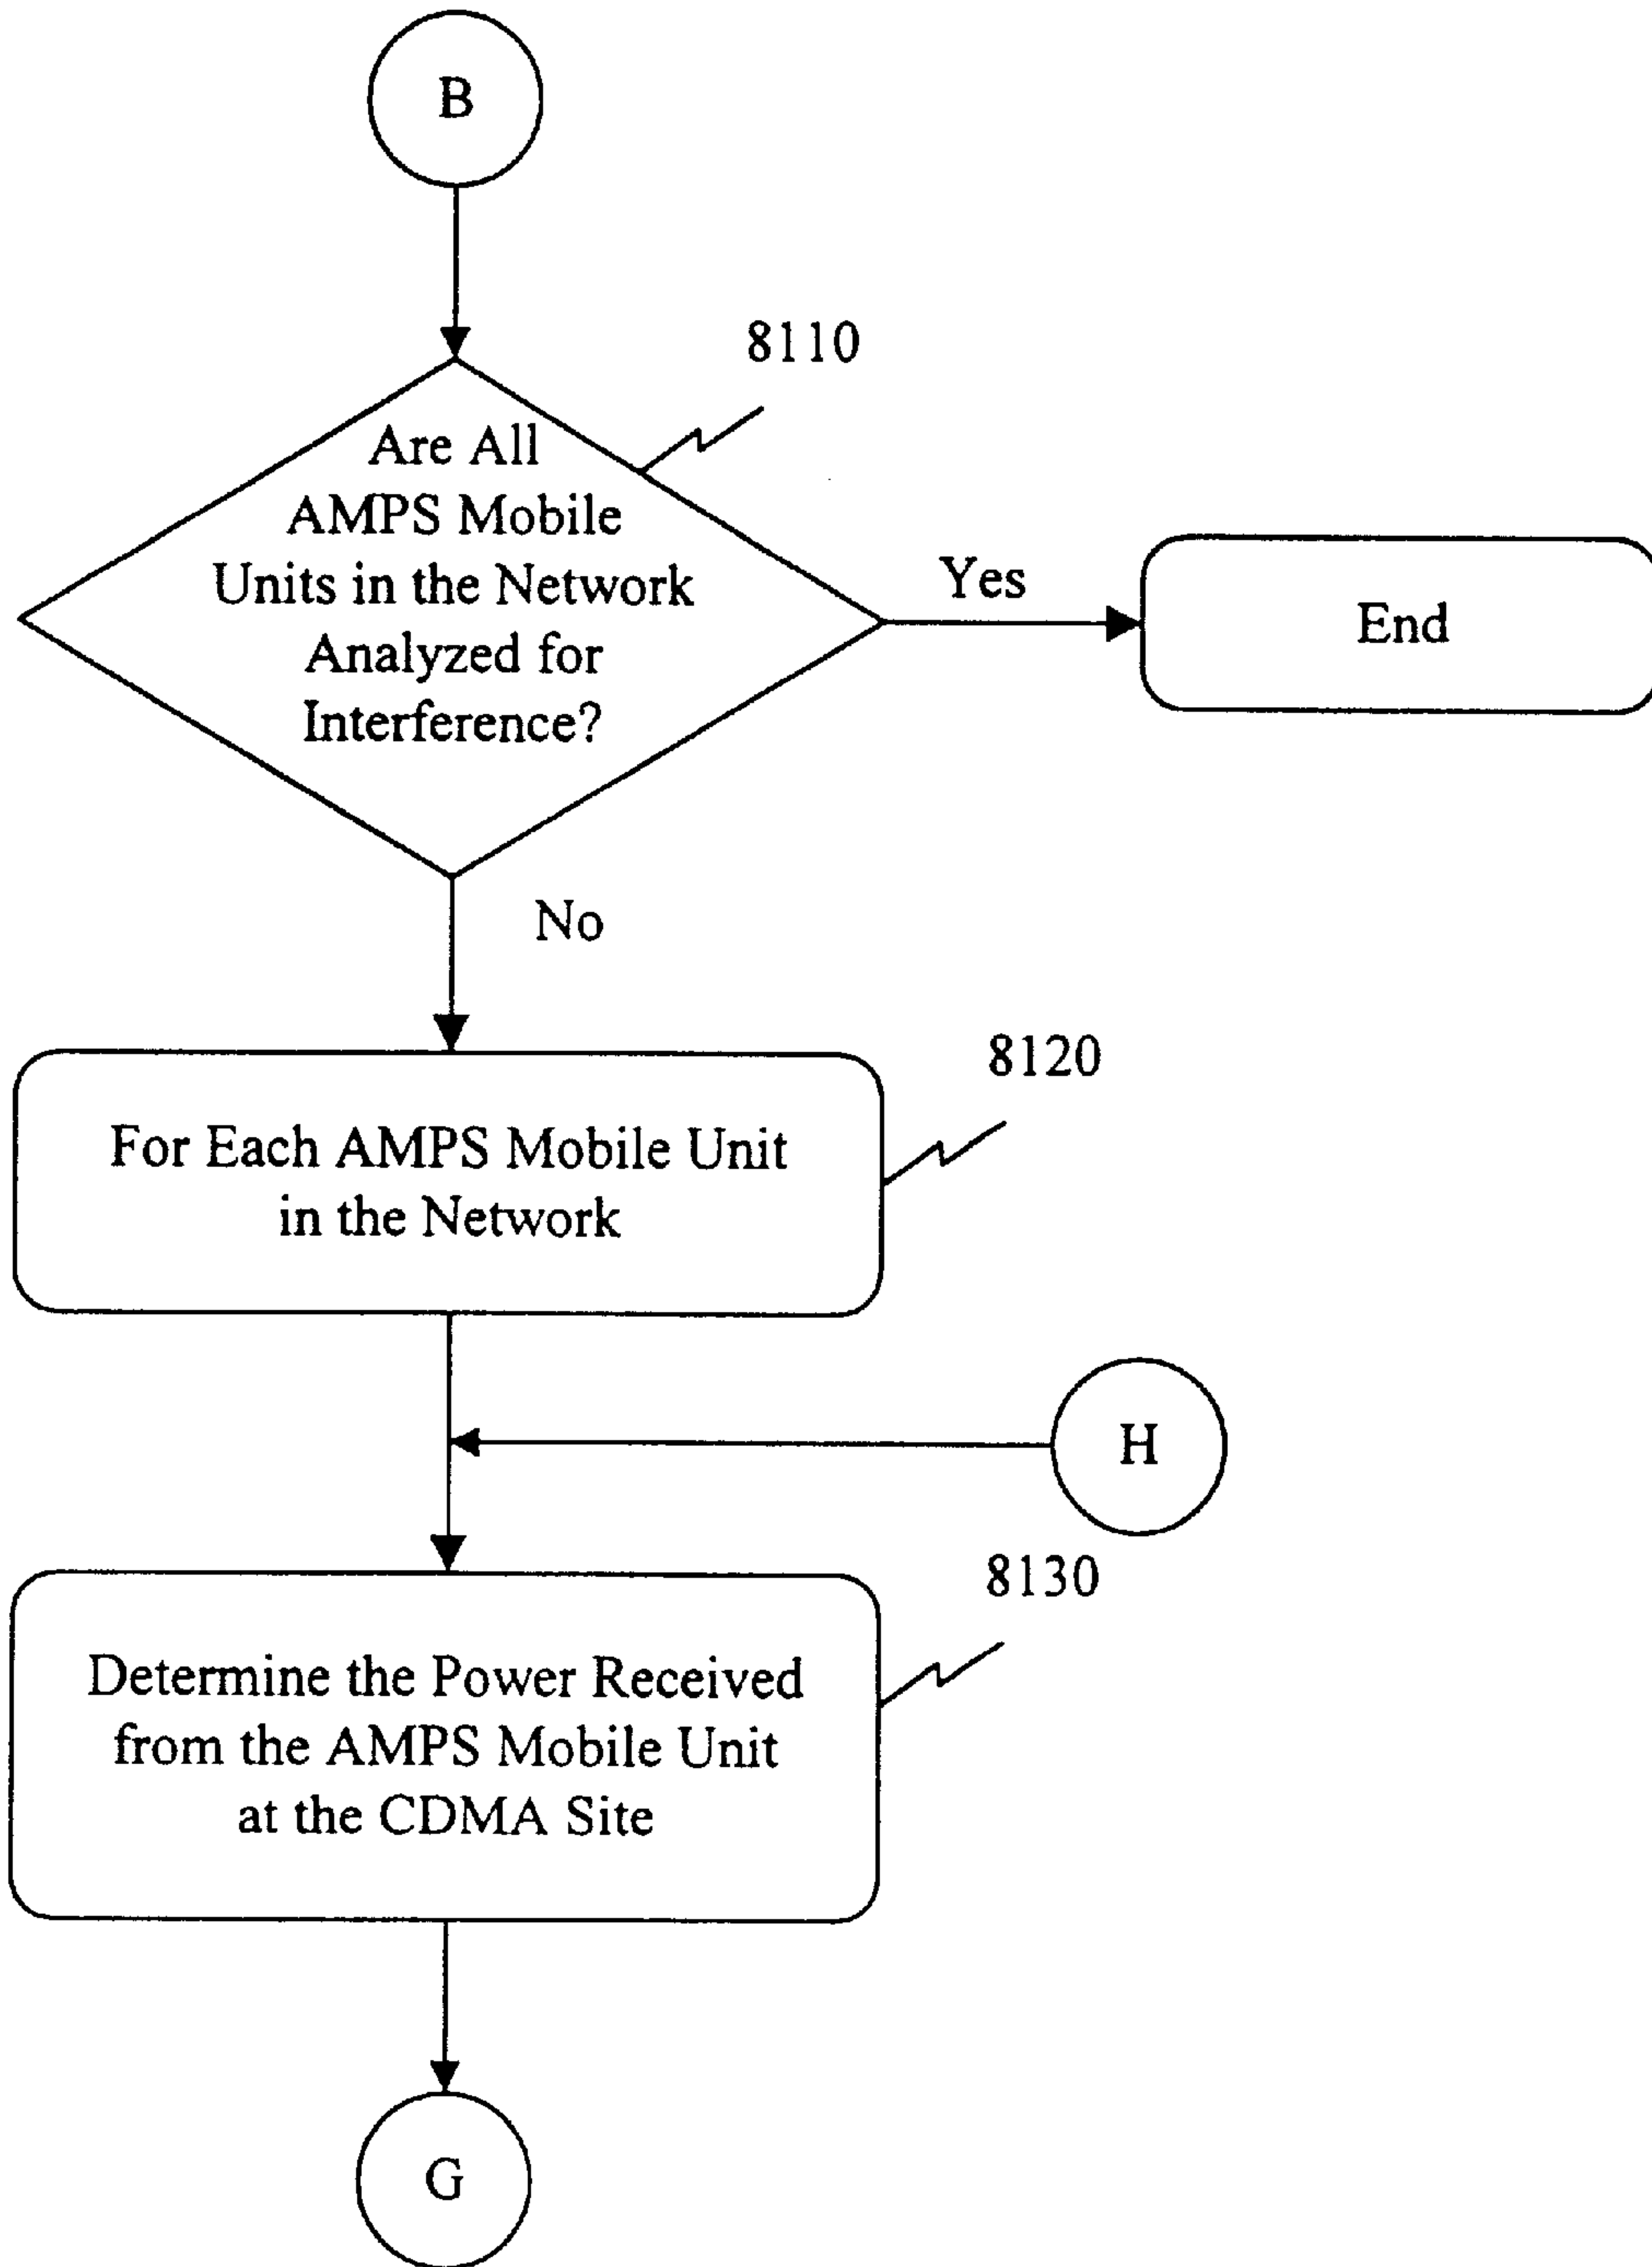 B
8110
Are All
AMPS Mobile
Units in the Network
Analyzed for
Interference?
Yes
End
No
8120
For Each AMPS Mobile Unit
in the Network
H
8130
Determine the Power Received
from the AMPS Mobile Unit
at the CDMA Site
G